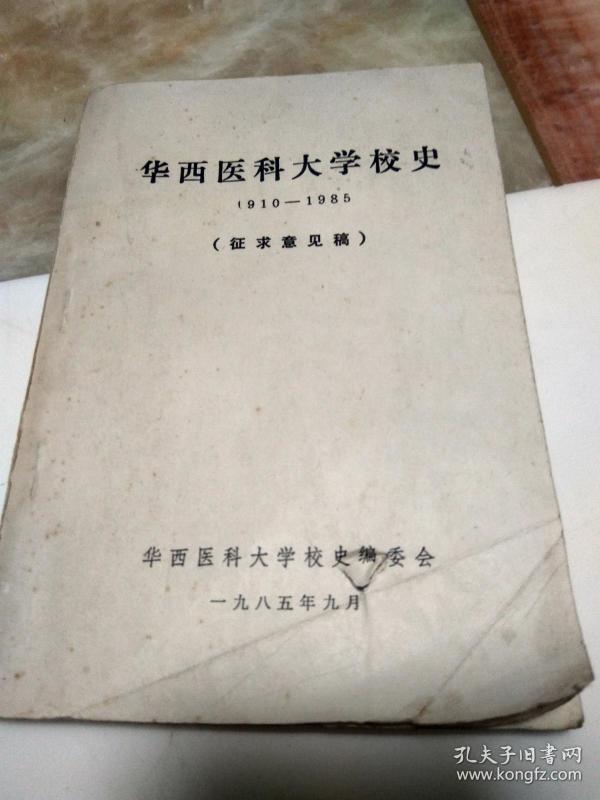 华西医科大学校史
1910—1985
（征求意见稿）
华西医科大学校史编委会
一九八五年九月
孔夫子旧书网
www.kongfz.com